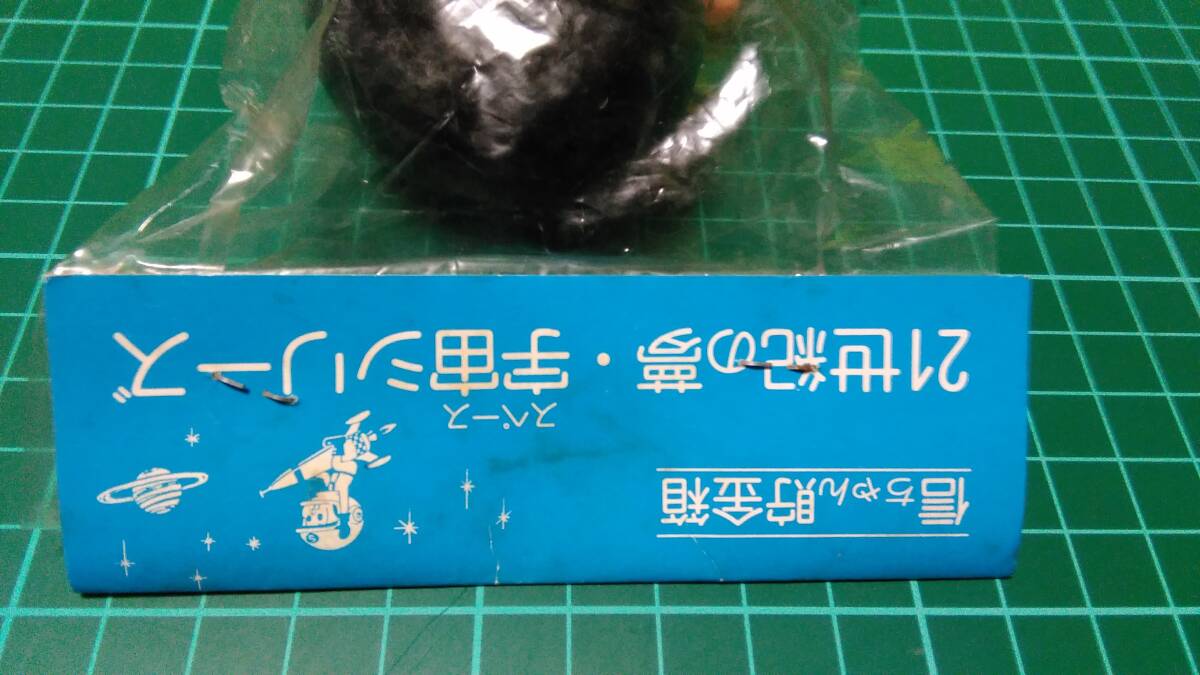 信ちゃん貯金箱
スペース
21世紀の夢・宇宙シリーズ